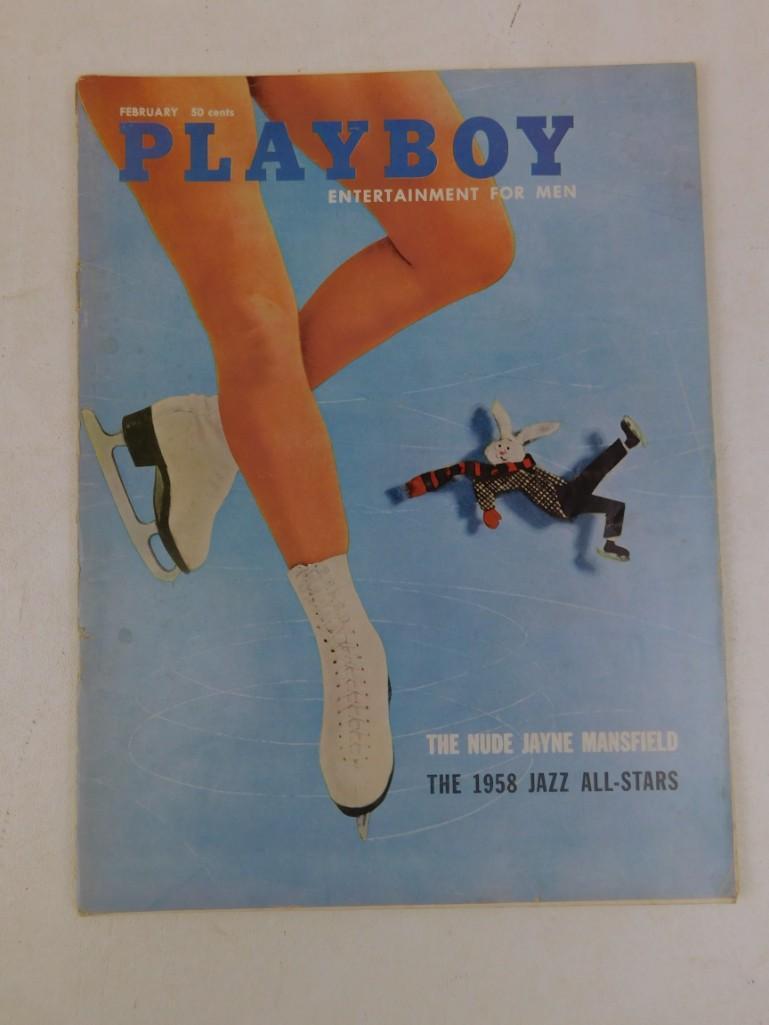 FEBRUARY 50 cents
PLAYBOY
ENTERTAINMENT FOR MEN
THE NUDE JAYNE MANSFIELD
THE 1958 JAZZ ALL-STARS